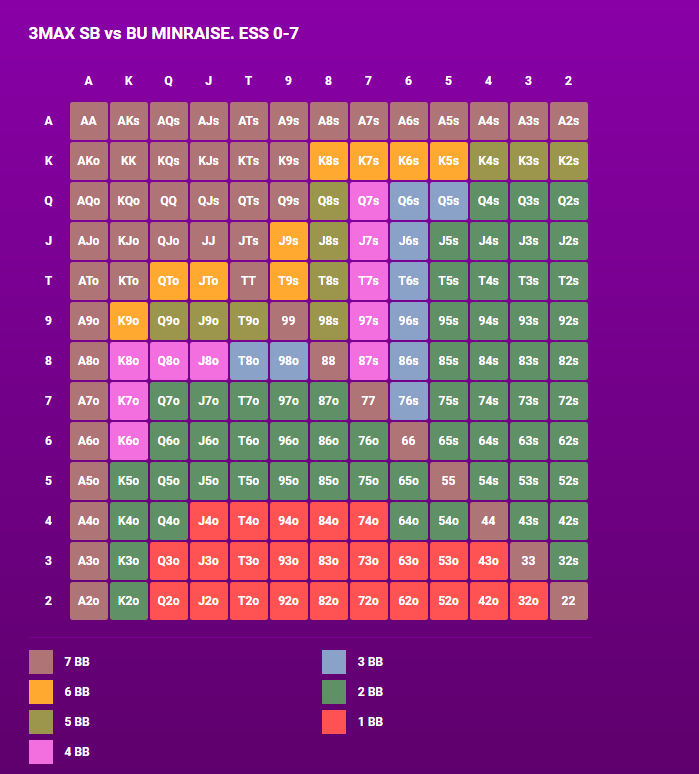 3MAX SB vs BU MINRAISE. ESS 0-7
A K Q J T 9 8 7 6 5 4 3 2
A AA AKs AQs AJs ATs A9s A8s A7s A6s A5s A4s A3s A2s
K AKo KK KQs KJs KTs K9s K8s K7s K6s K5s K4s K3s K2s
Q AQo KQo QQ QJs QTs Q9s Q8s Q7s Q6s Q5s Q4s Q3s Q2s
J AJo KJo QJo JJ JTs J9s J8s J7s J6s J5s J4s J3s J2s
T ATo KTo QTo JTo TT T9s T8s T7s T6s T5s T4s T3s T2s
9 A9o K9o Q9o J9o T9o 99 98s 97s 96s 95s 94s 93s 92s
8 A8o K8o Q8o J8o T8o 98o 88 87s 86s 85s 84s 83s 82s
7 A7o K7o Q7o J7o T7o 97o 87o 77 76s 75s 74s 73s 72s
6 A6o K6o Q6o J6o T6o 96o 86o 76o 66 65s 64s 63s 62s
5 A5o K5o Q5o J5o T5o 95o 85o 75o 65o 55 54s 53s 52s
4 A4o K4o Q4o J4o T4o 94o 84o 74o 64o 54o 44 43s 42s
3 A3o K3o Q3o J3o T3o 93o 83o 73o 63o 53o 43o 33 32s
2 A2o K2o Q2o J2o T2o 92o 82o 72o 62o 52o 42o 32o 22
7 BB
6 BB
5 BB
4 BB
3 BB
2 BB
1 BB